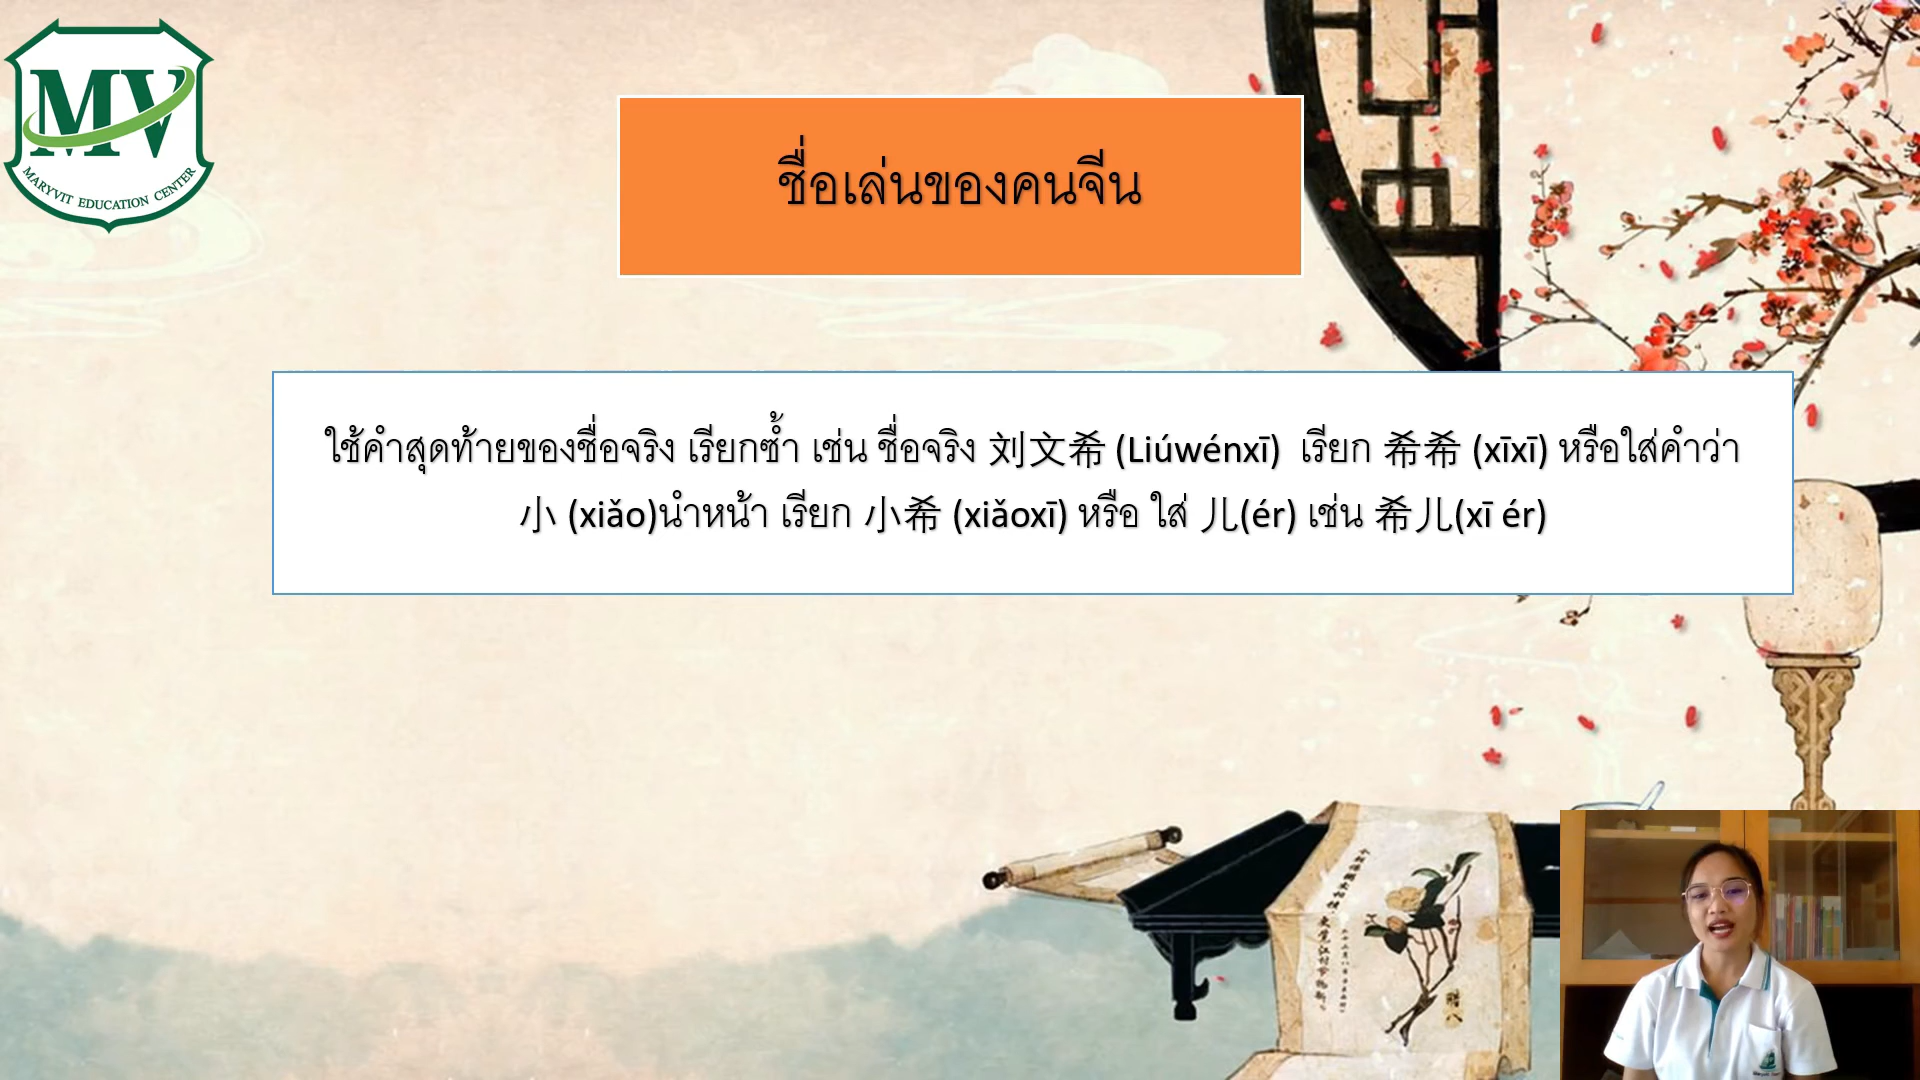 MV
MARYVIT EDUCATION CENTER
ชื่อเล่นของคนจีน
ใช้คำสุดท้ายของชื่อจริง เรียกซ้ำ เช่น ชื่อจริง 刘文希 (Liúwénxī)  เรียก 希希 (xīxī) หรือใส่คำว่า
小 (xiǎo)นำหน้า เรียก 小希 (xiǎoxī) หรือ ใส่ 儿(ér) เช่น 希儿(xī ér)